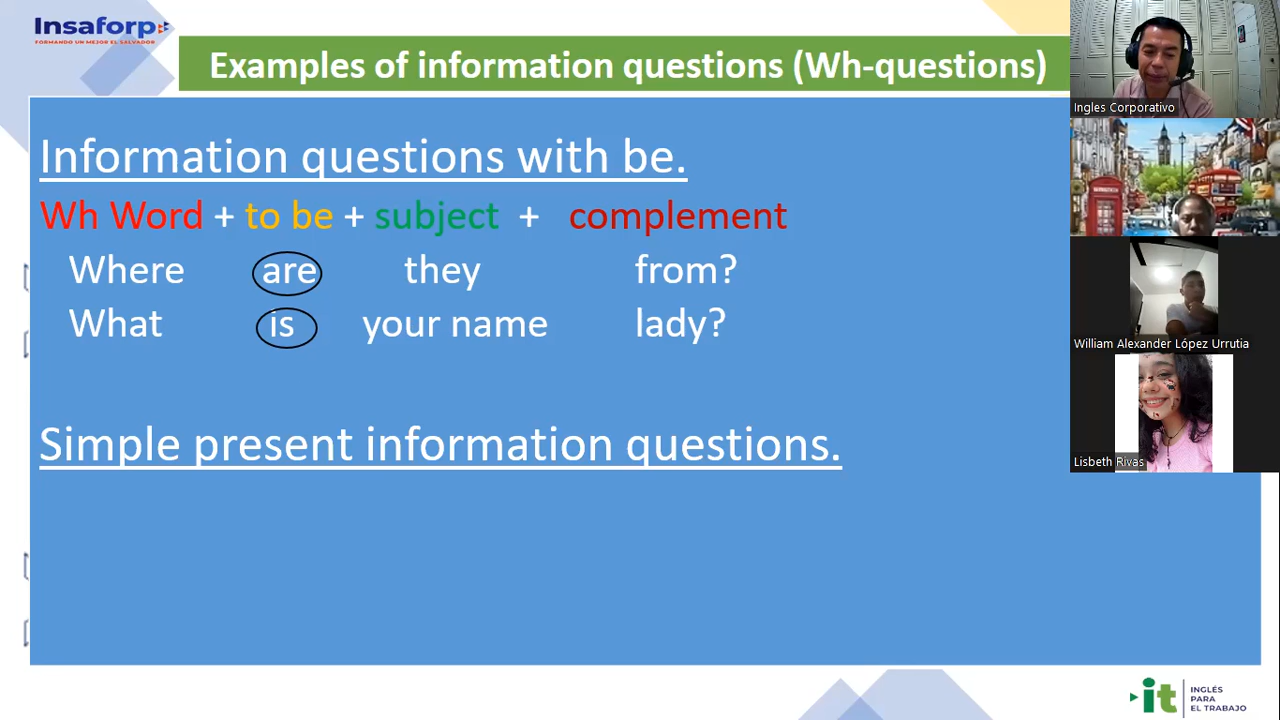 Insaforp
FORMANDO UN MEJOR EL SALVADOR
Examples of information questions (Wh-questions)
Information questions with be.
Wh Word + to be + subject + complement
Where are they from?
What is your name lady?
Simple present information questions.
Ingles Corporativo
William Alexander López Urrutia
Lisbeth Rivas
it
INGLÉS
PARA
EL TRABAJO